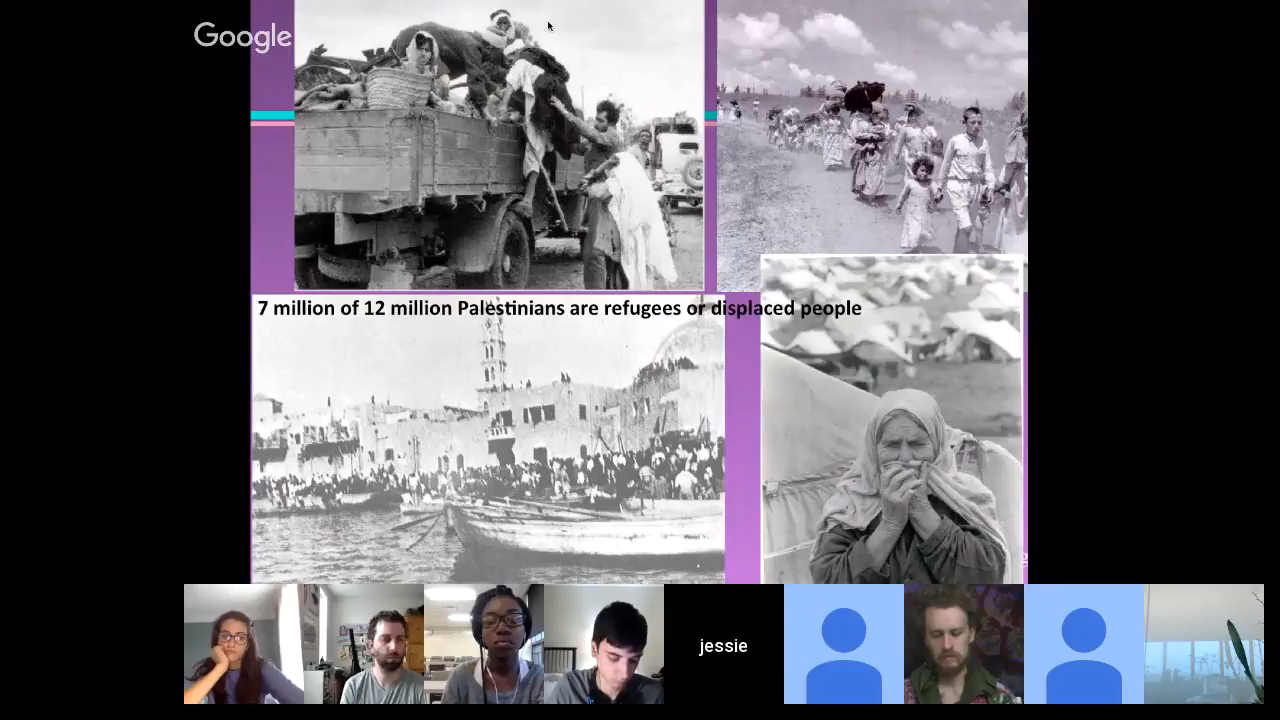 Google
7 million of 12 million Palestinians are refugees or displaced people
jessie